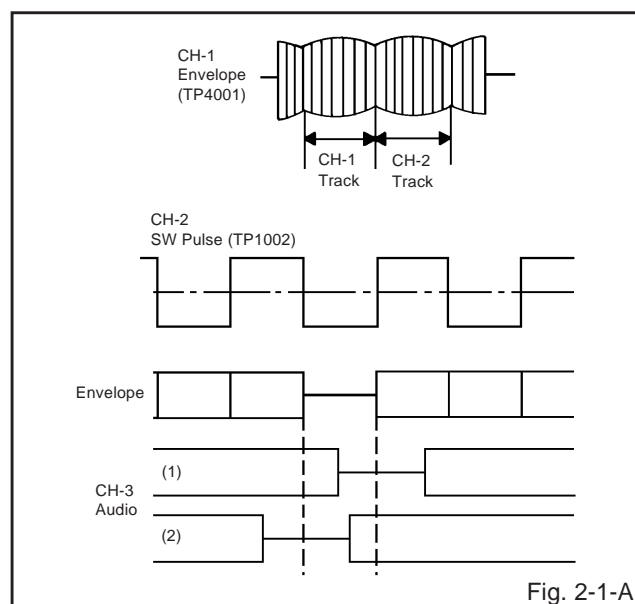 CH-1
Envelope
(TP4001)
CH-1
Track
CH-2
Track
CH-2
SW Pulse (TP1002)
Envelope
CH-3
Audio
(1)
(2)
Fig. 2-1-A